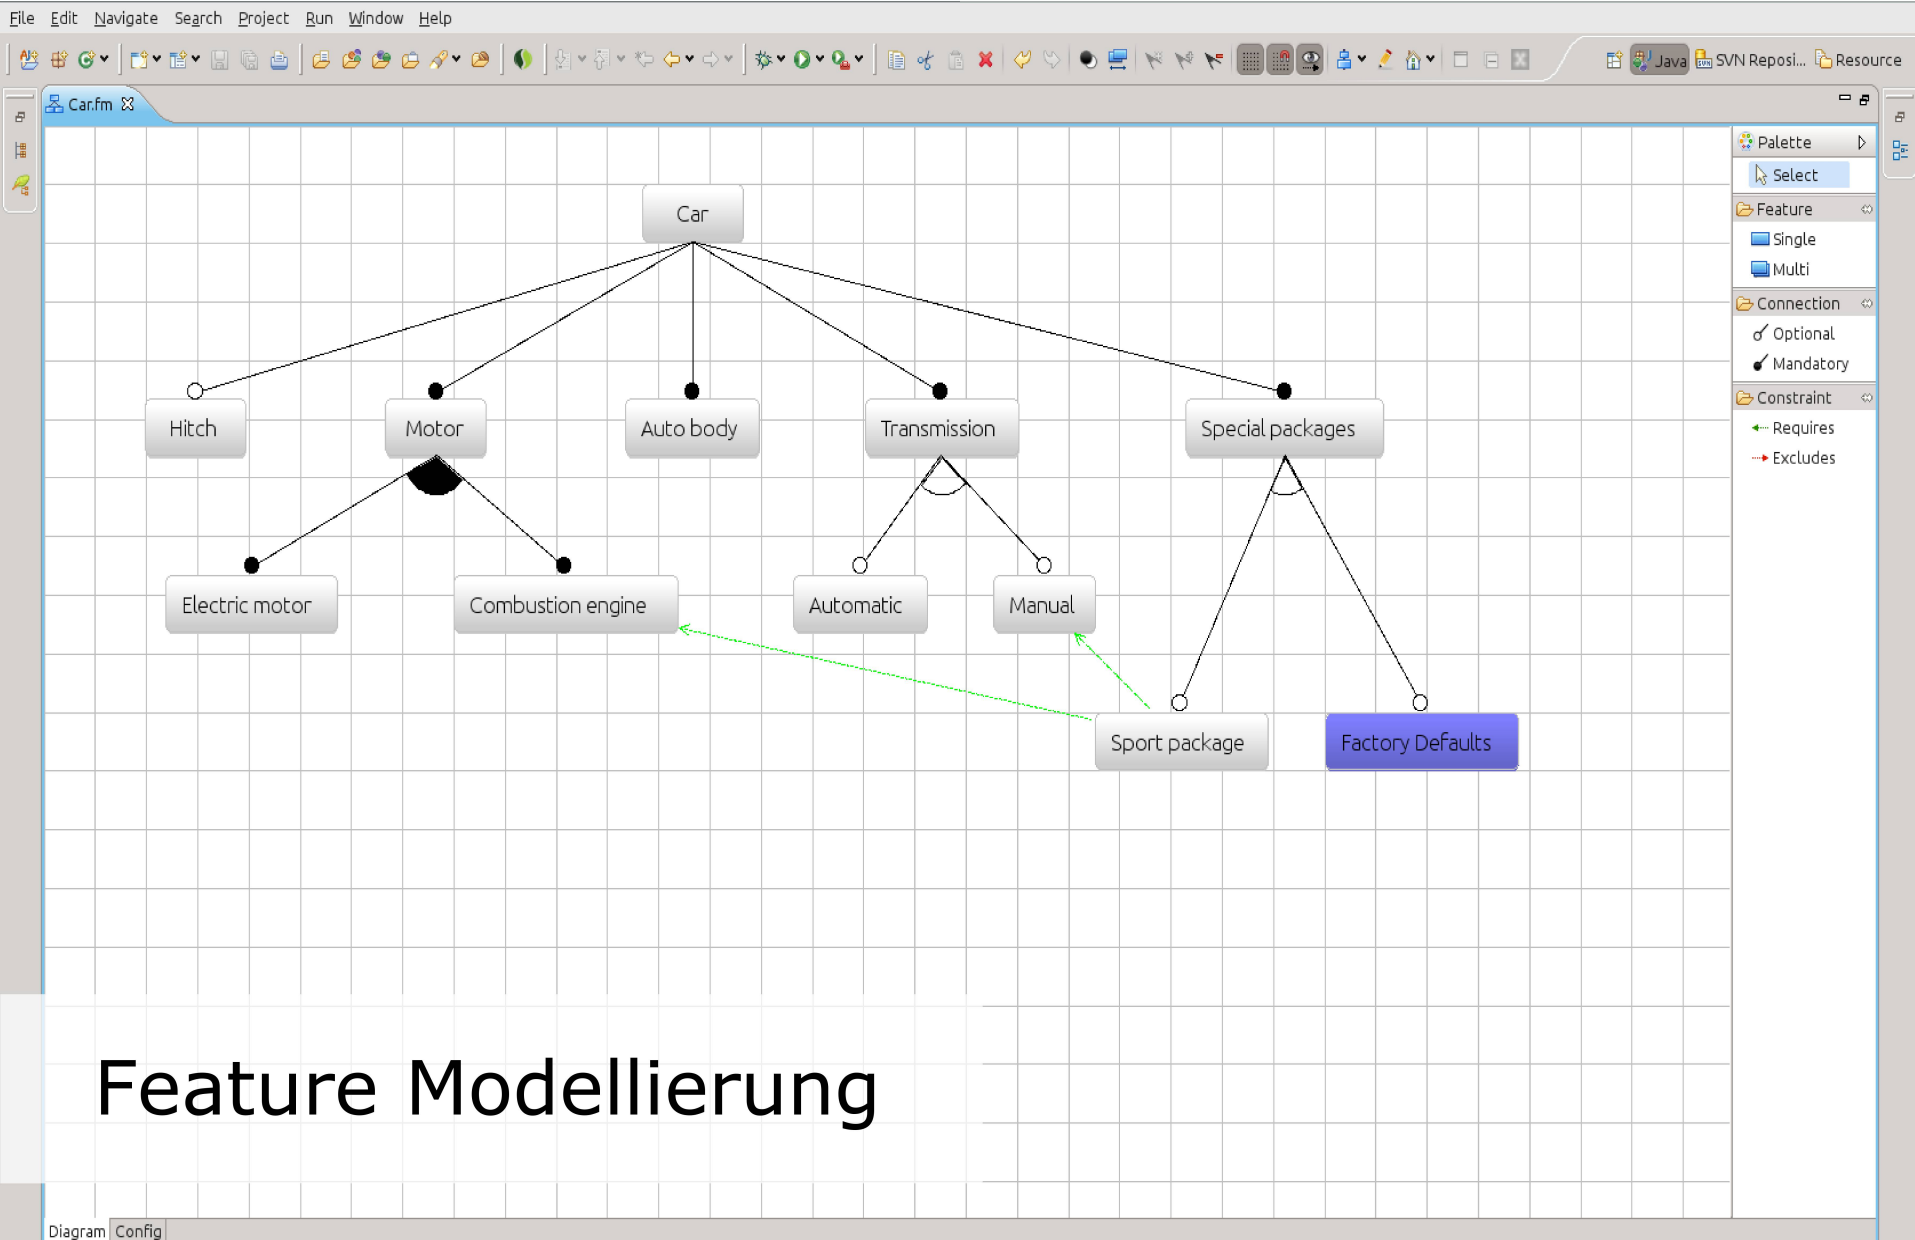 File Edit Navigate Search Project Run Window Help
Java SVN Reposi... Resource
Car.fm
Palette
Select
Feature
Single
Multi
Connection
Optional
Mandatory
Constraint
Requires
Excludes
Car
Hitch Motor Auto body Transmission Special packages
Electric motor Combustion engine Automatic Manual
Sport package Factory Defaults
Feature Modellierung
Diagram Config